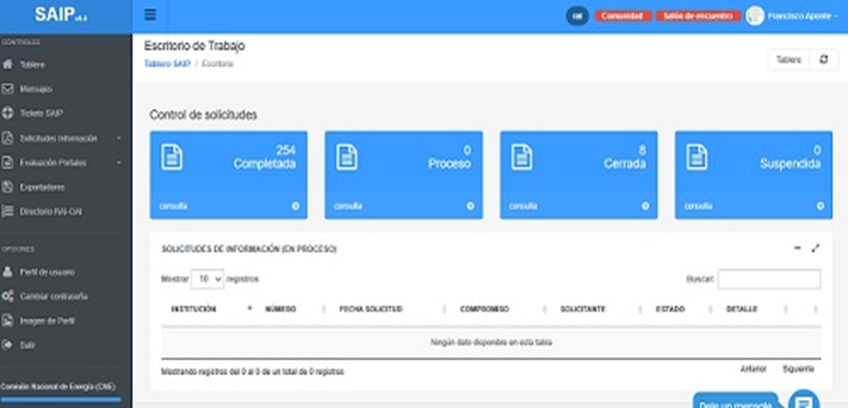 SAIP
rai Comunidad Salón de encuentro Francisco Aponte
CONTROLES
Tablero
Mensajes
Tickets SAIP
Solicitudes Información
Evaluación Portales
Exportadores
Directorio RAI-OAI
OPCIONES
Perfil de usuario
Cambiar contraseña
Imagen de Perfil
Salir
Comisión Nacional de Energía (CNE)
Escritorio de Trabajo
Tablero SAIP / Escritorio
Tablero
Control de solicitudes
254
Completada
consulta
0
Proceso
consulta
8
Cerrada
consulta
0
Suspendida
consulta
SOLICITUDES DE INFORMACIÓN (EN PROCESO)
Mostrar 10 registros
Buscar:
INSTITUCIÓN NÚMERO FECHA SOLICITUD COMPROMISO SOLICITANTE ESTADO DETALLE
Ningún dato disponible en esta tabla
Mostrando registros del 0 al 0 de un total de 0 registros
Anterior Siguiente
Deje un mensaje